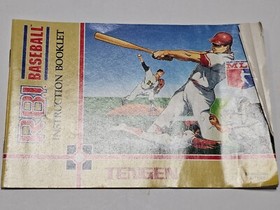 RBI
BASEBALL
INSTRUCTION BOOKLET
TENGEN